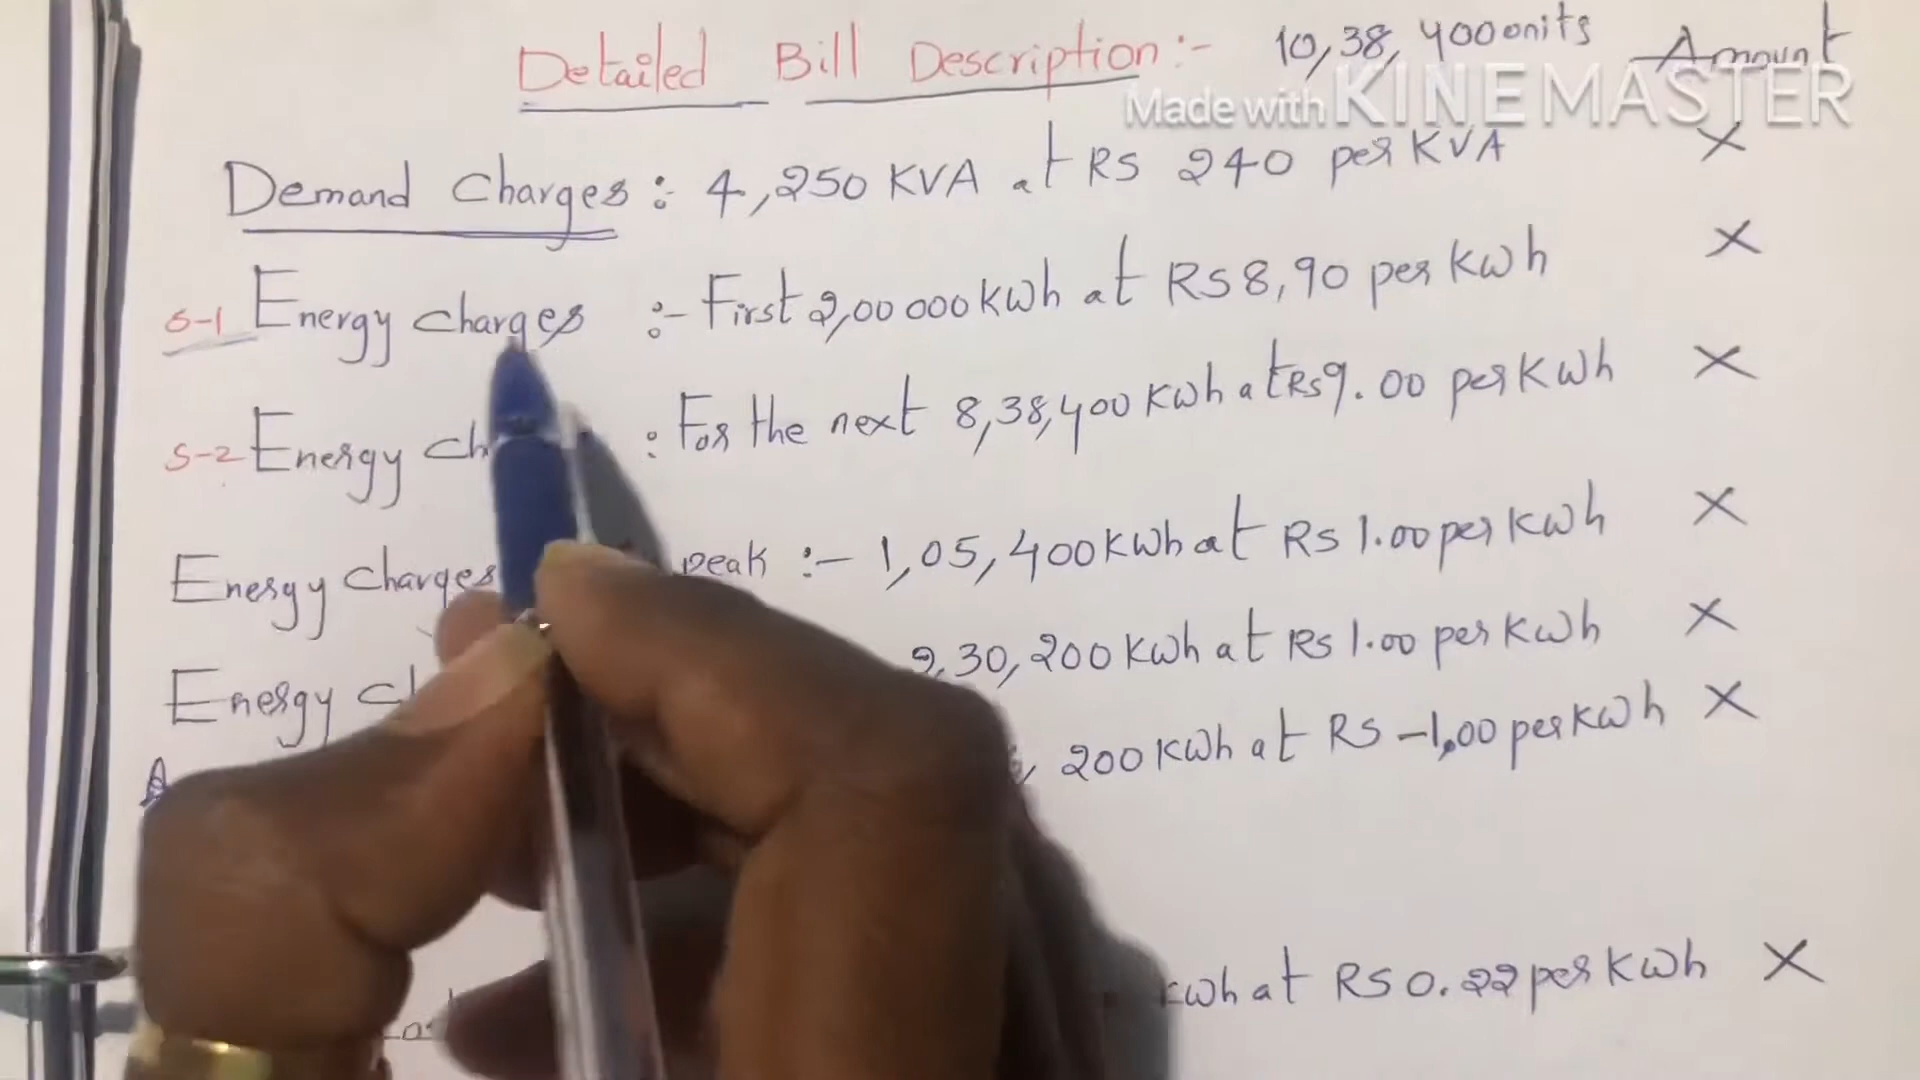 Detailed Bill Description :- 10,38,400 units Amount
Made with KINEMASTER
Demand Charges : 4,250 KVA at RS 240 per KVA X
S-1 Energy charges :- First 2,00 000 KWh at RS 8,90 per KWh X
S-2 Energy : For the next 8,38,400 KWh at Rs 9.00 per KWh X
Energy Charges peak :- 1,05,400 KWh at Rs 1.00 per KWh X
Energy 2,30,200 KWh at Rs 1.00 per KWh X
200 KWh at RS -1,00 per KWh X
KWh at RS 0.22 per KWh X